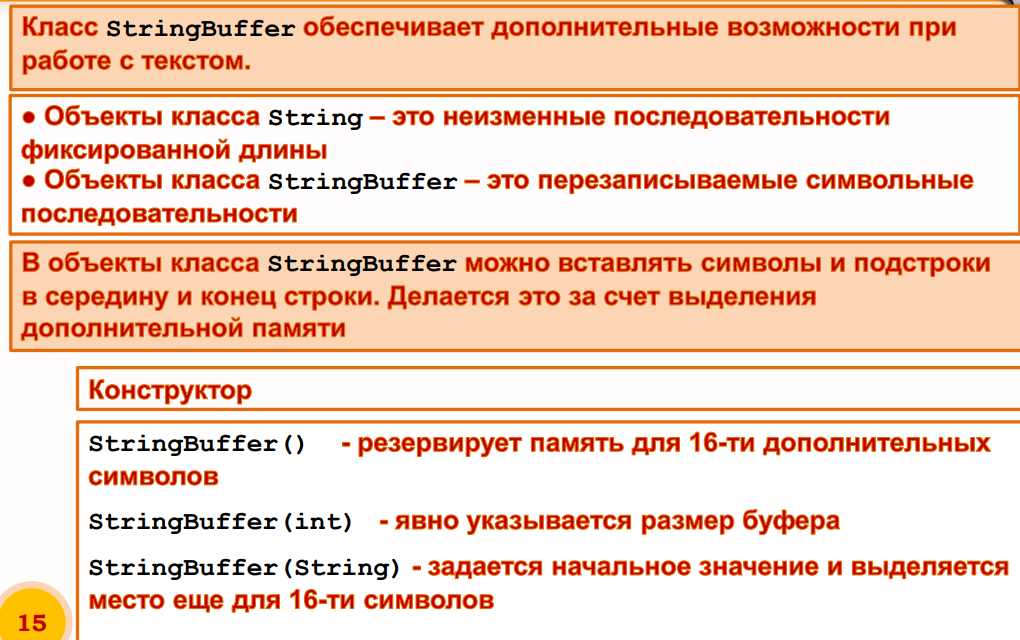 Класс StringBuffer обеспечивает дополнительные возможности при
работе с текстом.
● Объекты класса String – это неизменные последовательности
фиксированной длины
● Объекты класса StringBuffer – это перезаписываемые символьные
последовательности
В объекты класса StringBuffer можно вставлять символы и подстроки
в середину и конец строки. Делается это за счет выделения
дополнительной памяти
Конструктор
StringBuffer() - резервирует память для 16-ти дополнительных
символов
StringBuffer(int) - явно указывается размер буфера
StringBuffer(String) - задается начальное значение и выделяется
место еще для 16-ти символов
15